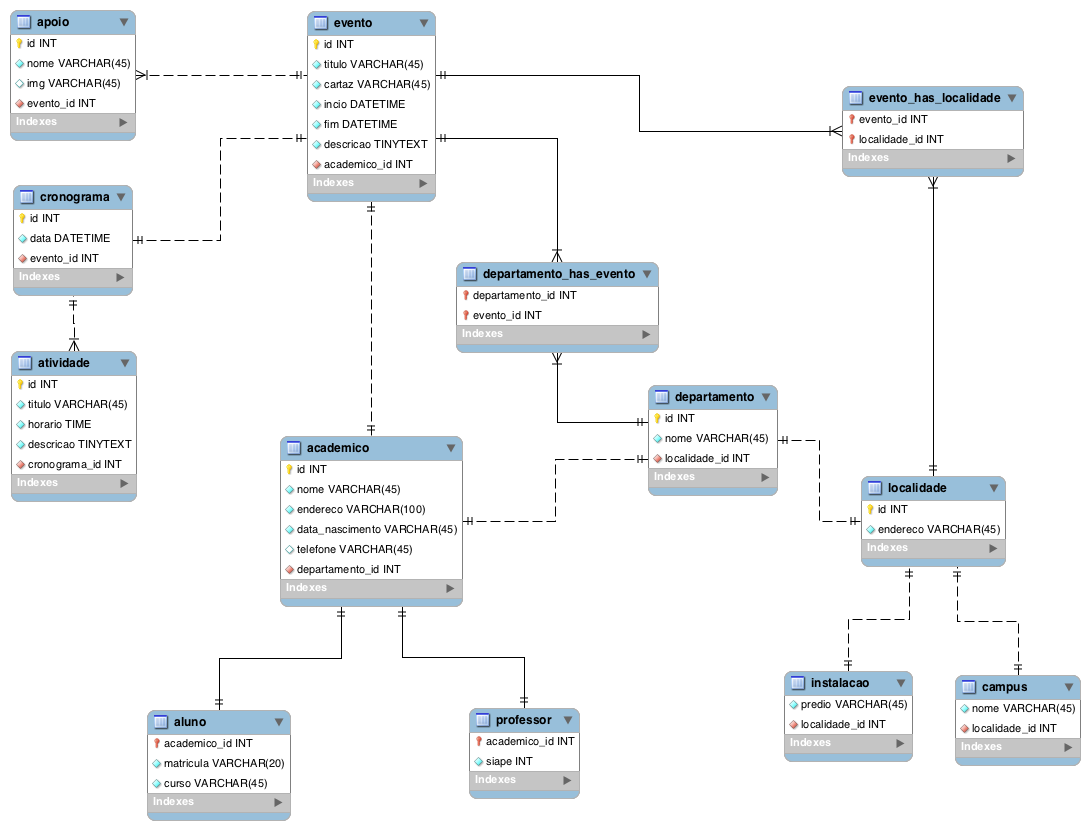 apoio
id INT
nome VARCHAR(45)
img VARCHAR(45)
evento_id INT
Indexes
evento
id INT
titulo VARCHAR(45)
cartaz VARCHAR(45)
incio DATETIME
fim DATETIME
descricao TINYTEXT
academico_id INT
Indexes
evento_has_localidade
evento_id INT
localidade_id INT
Indexes
cronograma
id INT
data DATETIME
evento_id INT
Indexes
departamento_has_evento
departamento_id INT
evento_id INT
Indexes
atividade
id INT
titulo VARCHAR(45)
horario TIME
descricao TINYTEXT
cronograma_id INT
Indexes
departamento
id INT
nome VARCHAR(45)
localidade_id INT
Indexes
academico
id INT
nome VARCHAR(45)
endereco VARCHAR(100)
data_nascimento VARCHAR(45)
telefone VARCHAR(45)
departamento_id INT
Indexes
localidade
id INT
endereco VARCHAR(45)
Indexes
instalacao
predio VARCHAR(45)
localidade_id INT
Indexes
campus
nome VARCHAR(45)
localidade_id INT
Indexes
aluno
academico_id INT
matricula VARCHAR(20)
curso VARCHAR(45)
Indexes
professor
academico_id INT
siape INT
Indexes